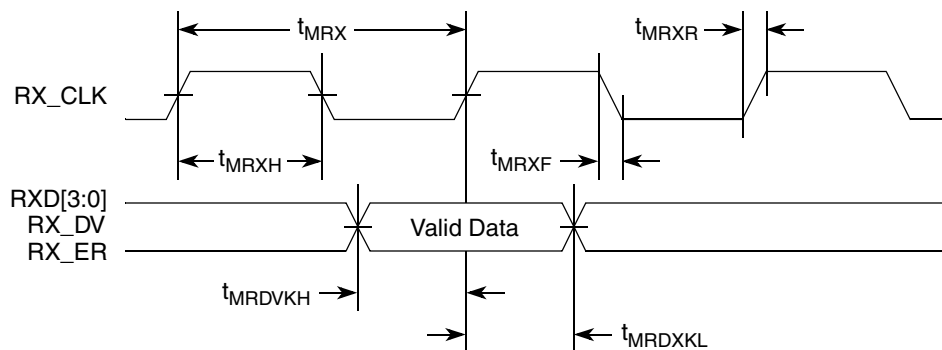 tMRX
tMRXR
RX_CLK
tMRXH
tMRXF
RXD[3:0]
RX_DV
Valid Data
RX_ER
tMRDVKH
tMRDXKL